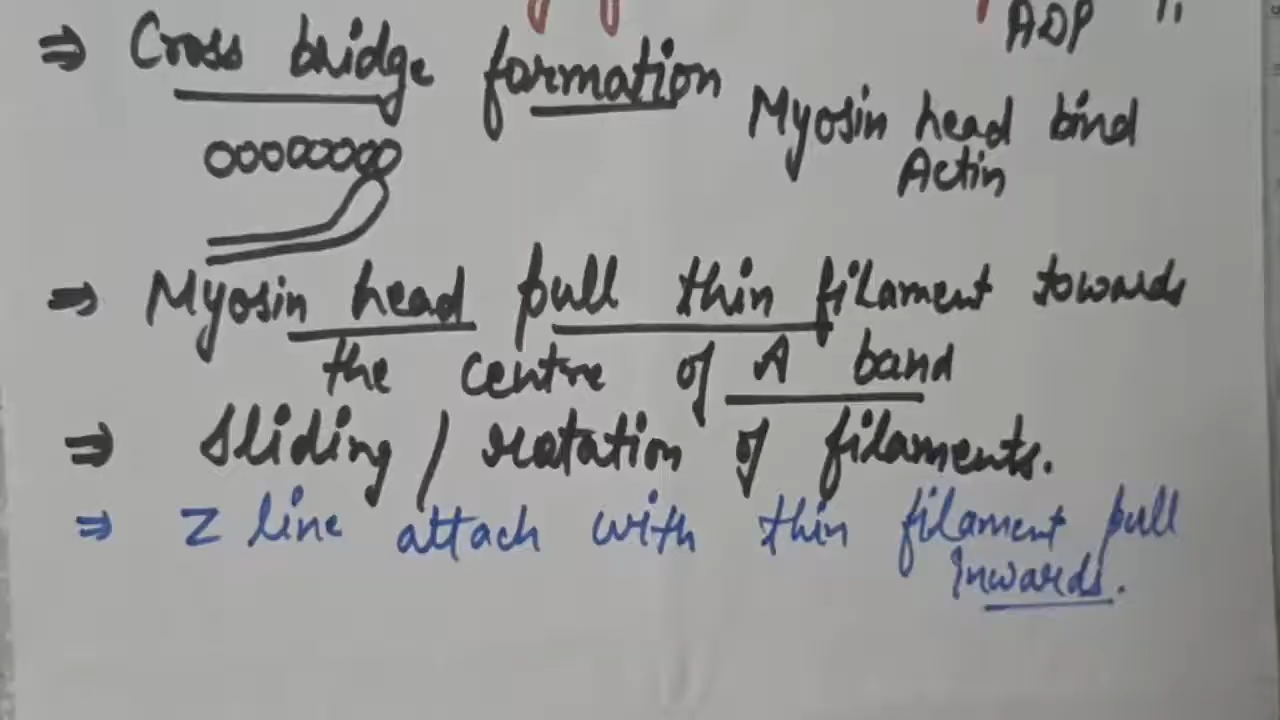 ADP
⇒ Cross bridge formation
Myosin head bind
Actin
⇒ Myosin head pull thin filament towards
the centre of A band
⇒ Sliding / rotation of filaments.
⇒ Z line attach with thin filament pull
Inwards.